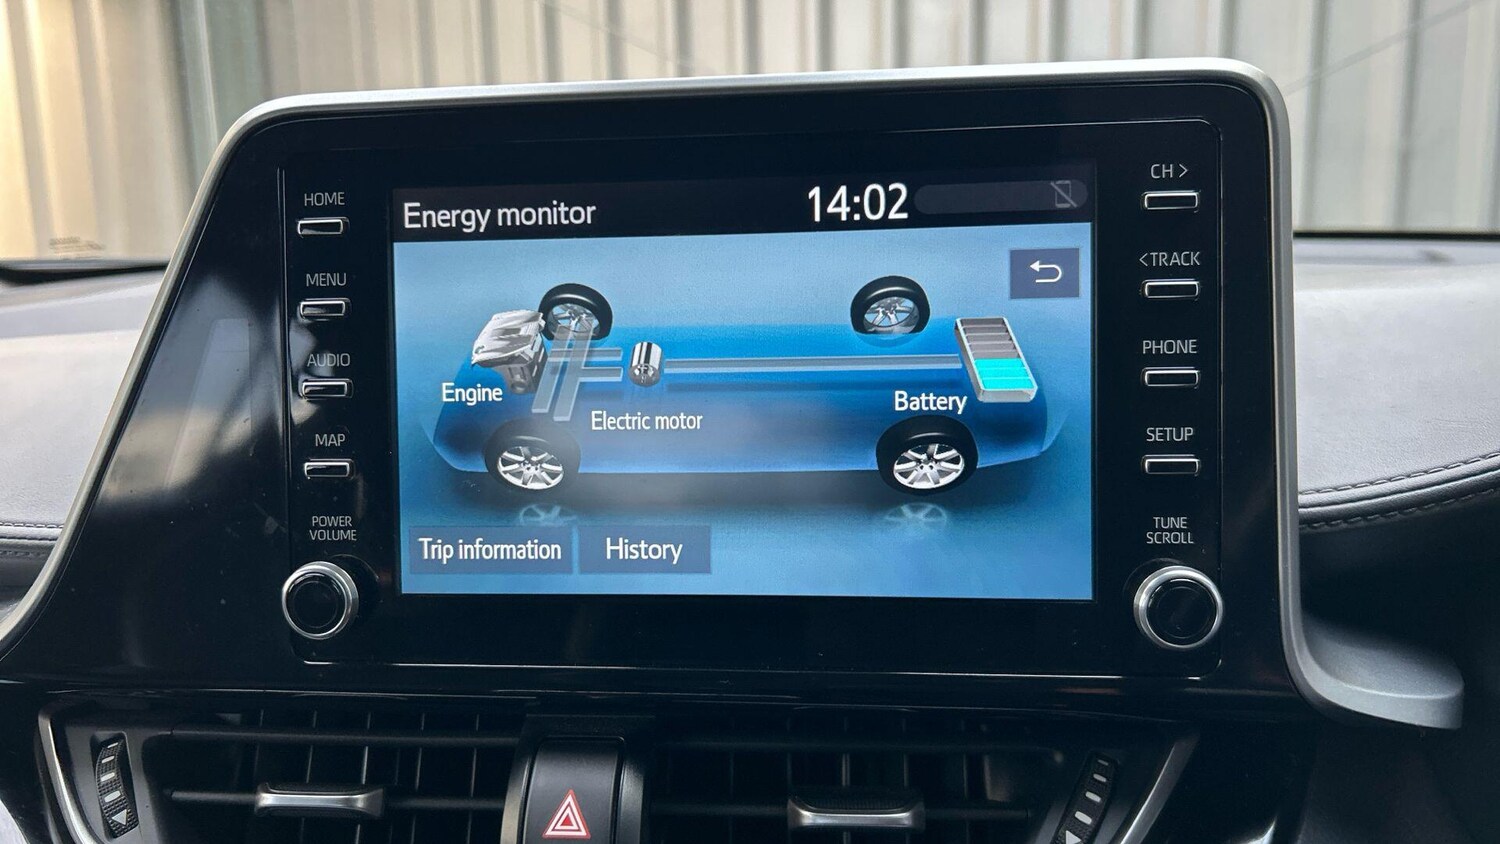 Energy monitor 14:02
Engine
Electric motor
Battery
Trip information History
HOME
MENU
AUDIO
MAP
POWER
VOLUME
CH >
<TRACK
PHONE
SETUP
TUNE
SCROLL